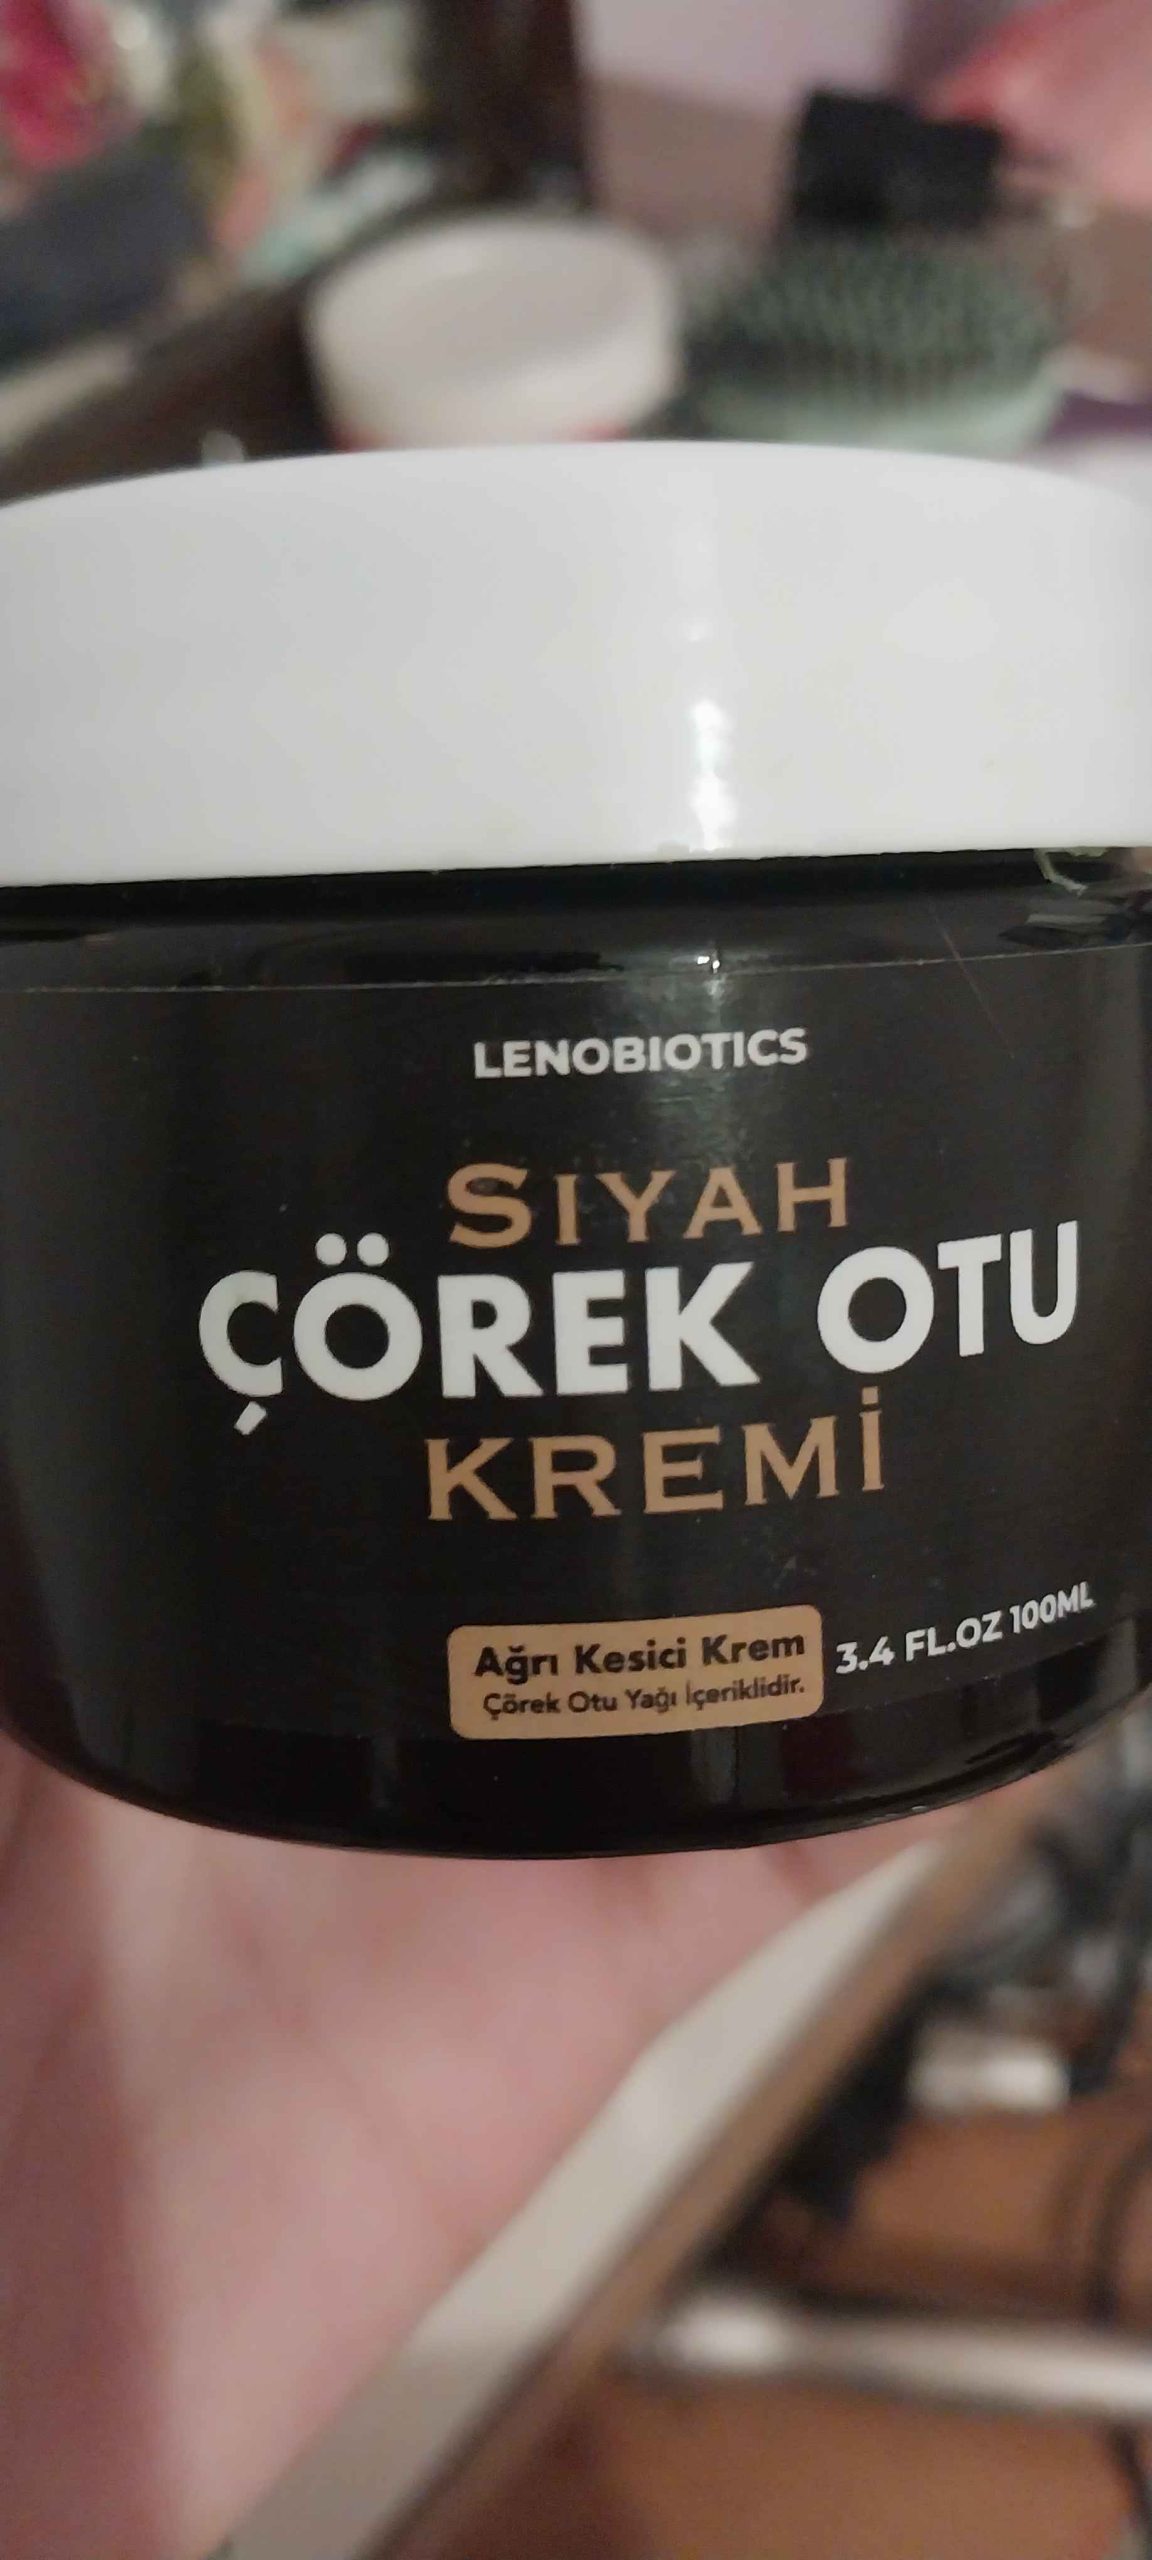 LENOBIOTICS
SIYAH
ÇÖREK OTU
KREMİ
Ağrı Kesici Krem
Çörek Otu Yağı İçeriklidir.
3.4 FL.OZ 100ML